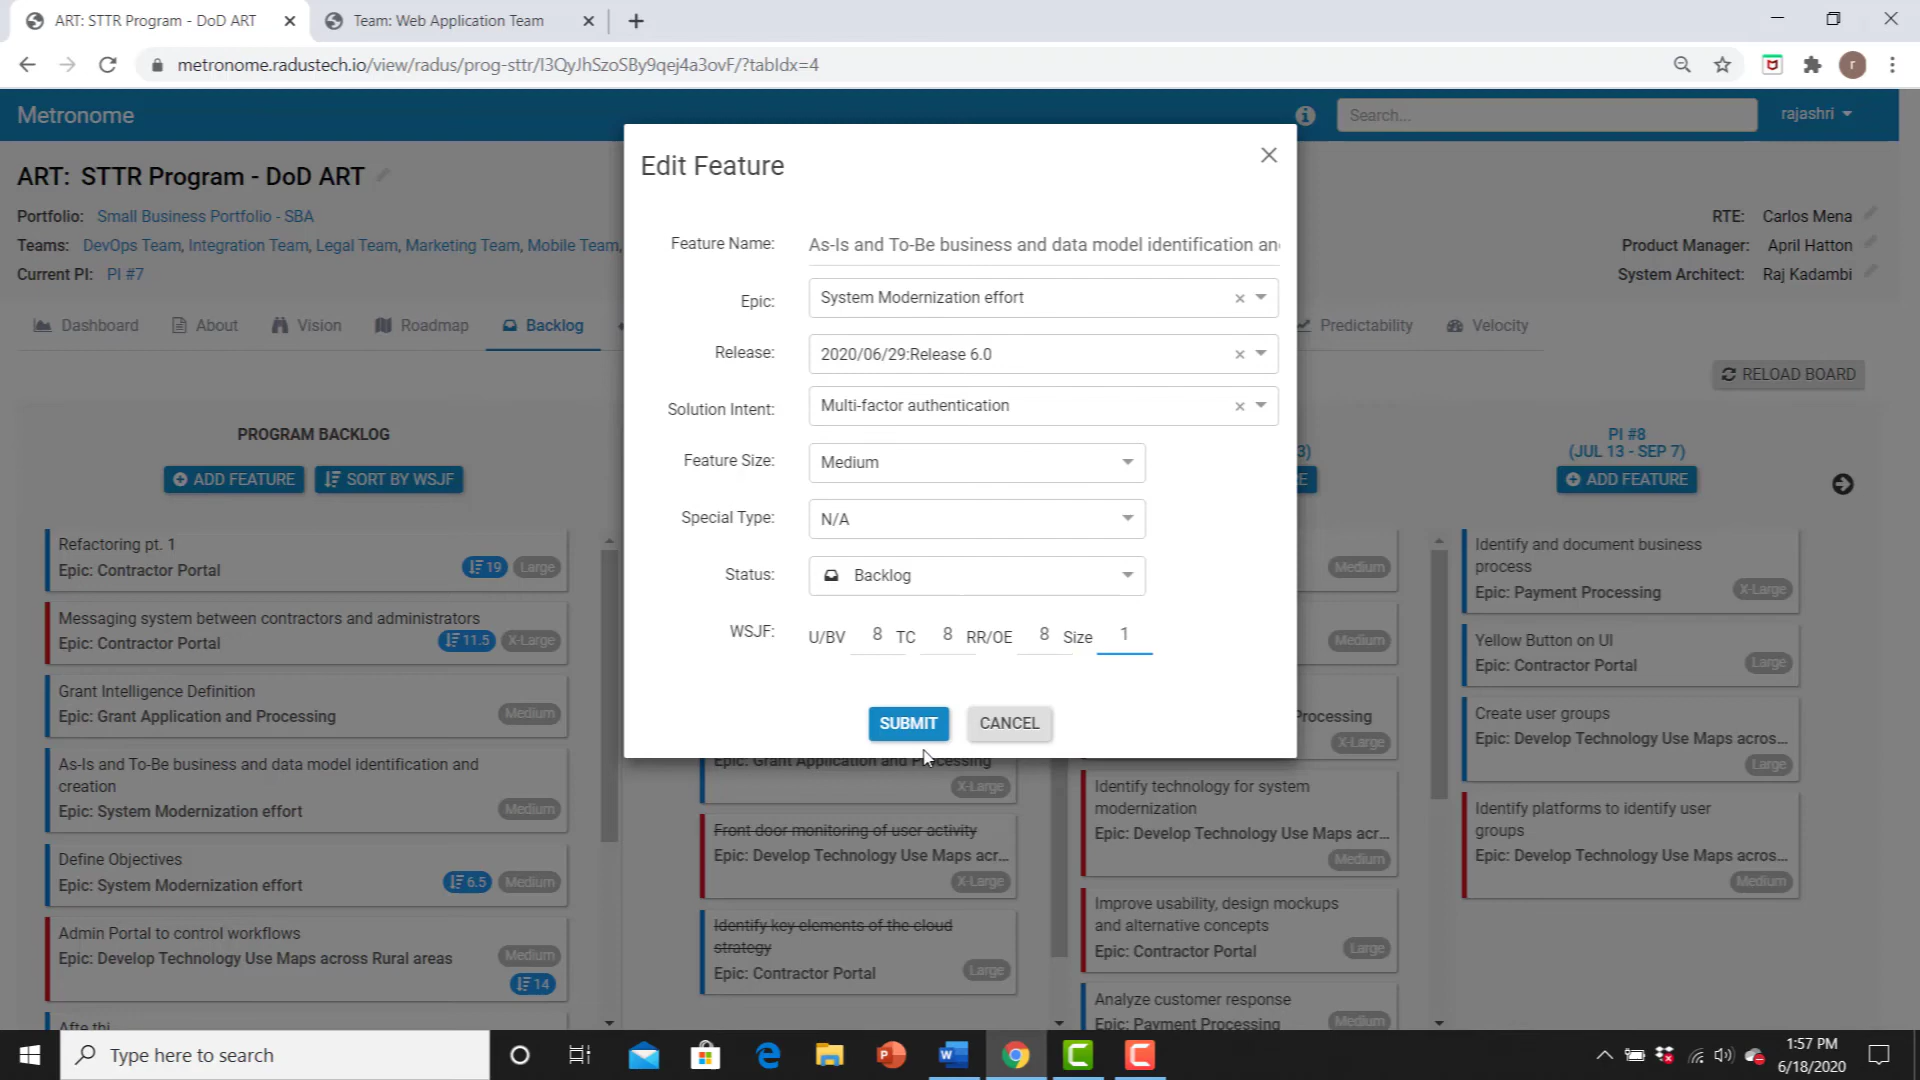 ART: STTR Program - DoD ART
Team: Web Application Team
metronome.radustech.io/view/radus/prog-sttr/I3QyJhSzoSBy9qej4a3ovF/?tabIdx=4
r
Metronome
Search...
rajashri
ART: STTR Program - DoD ART
Portfolio: Small Business Portfolio - SBA
Teams: DevOps Team, Integration Team, Legal Team, Marketing Team, Mobile Team,
Current PI: PI #7
RTE: Carlos Mena
Product Manager: April Hatton
System Architect: Raj Kadambi
Dashboard
About
Vision
Roadmap
Backlog
Predictability
Velocity
RELOAD BOARD
Edit Feature
Feature Name: As-Is and To-Be business and data model identification an
Epic: System Modernization effort
Release: 2020/06/29:Release 6.0
Solution Intent: Multi-factor authentication
Feature Size: Medium
Special Type: N/A
Status: Backlog
WSJF: U/BV 8 TC 8 RR/OE 8 Size 1
SUBMIT
CANCEL
PROGRAM BACKLOG
ADD FEATURE
SORT BY WSJF
Refactoring pt. 1
Epic: Contractor Portal
19 Large
Messaging system between contractors and administrators
Epic: Contractor Portal
11.5 X-Large
Grant Intelligence Definition
Epic: Grant Application and Processing
Medium
As-Is and To-Be business and data model identification and
creation
Epic: System Modernization effort
Medium
Define Objectives
Epic: System Modernization effort
6.5 Medium
Admin Portal to control workflows
Epic: Develop Technology Use Maps across Rural areas
Medium
14
Afte thi
Epic: Grant Application and Processing
X-Large
Front door monitoring of user activity
Epic: Develop Technology Use Maps acr...
X-Large
Identify key elements of the cloud
strategy
Epic: Contractor Portal
Large
3)
RE
Medium
Medium
Processing
X-Large
Identify technology for system
modernization
Epic: Develop Technology Use Maps acr...
Medium
Improve usability, design mockups
and alternative concepts
Epic: Contractor Portal
Large
Analyze customer response
Epic: Payment Processing
Medium
PI #8
(JUL 13 - SEP 7)
ADD FEATURE
Identify and document business
process
Epic: Payment Processing
X-Large
Yellow Button on UI
Epic: Contractor Portal
Large
Create user groups
Epic: Develop Technology Use Maps acros...
Large
Identify platforms to identify user
groups
Epic: Develop Technology Use Maps acros...
Medium
Type here to search
1:57 PM
6/18/2020